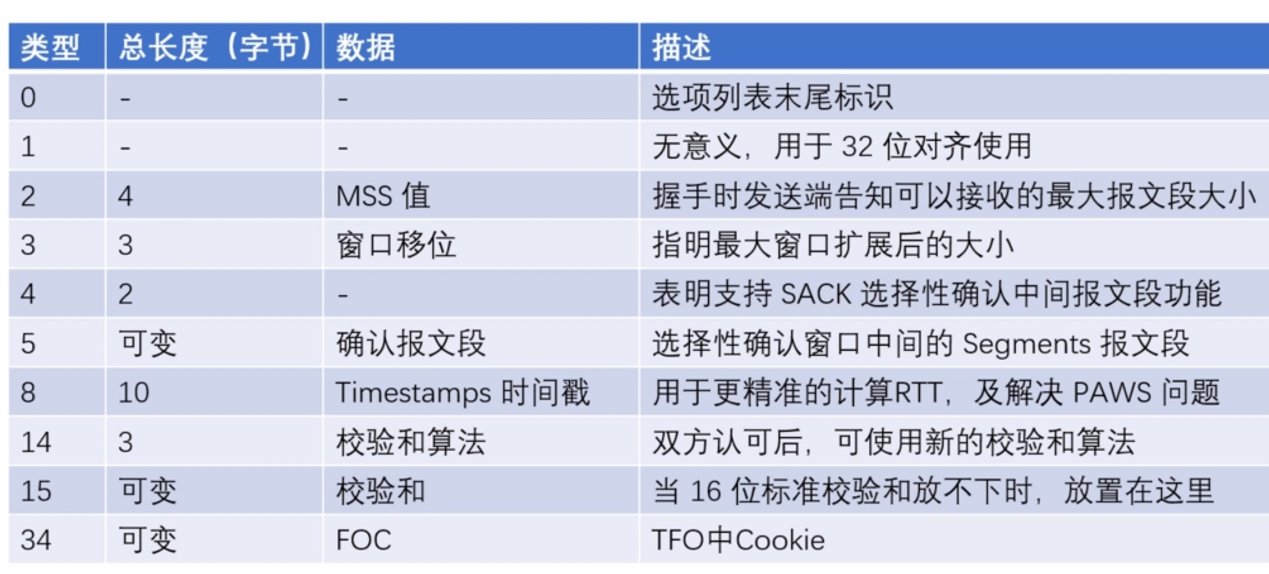 类型 总长度（字节） 数据 描述
0 - - 选项列表末尾标识
1 - - 无意义，用于 32 位对齐使用
2 4 MSS 值 握手时发送端告知可以接收的最大报文段大小
3 3 窗口移位 指明最大窗口扩展后的大小
4 2 - 表明支持 SACK 选择性确认中间报文段功能
5 可变 确认报文段 选择性确认窗口中间的 Segments 报文段
8 10 Timestamps 时间戳 用于更精准的计算RTT，及解决 PAWS 问题
14 3 校验和算法 双方认可后，可使用新的校验和算法
15 可变 校验和 当 16 位标准校验和放不下时，放置在这里
34 可变 FOC TFO中Cookie